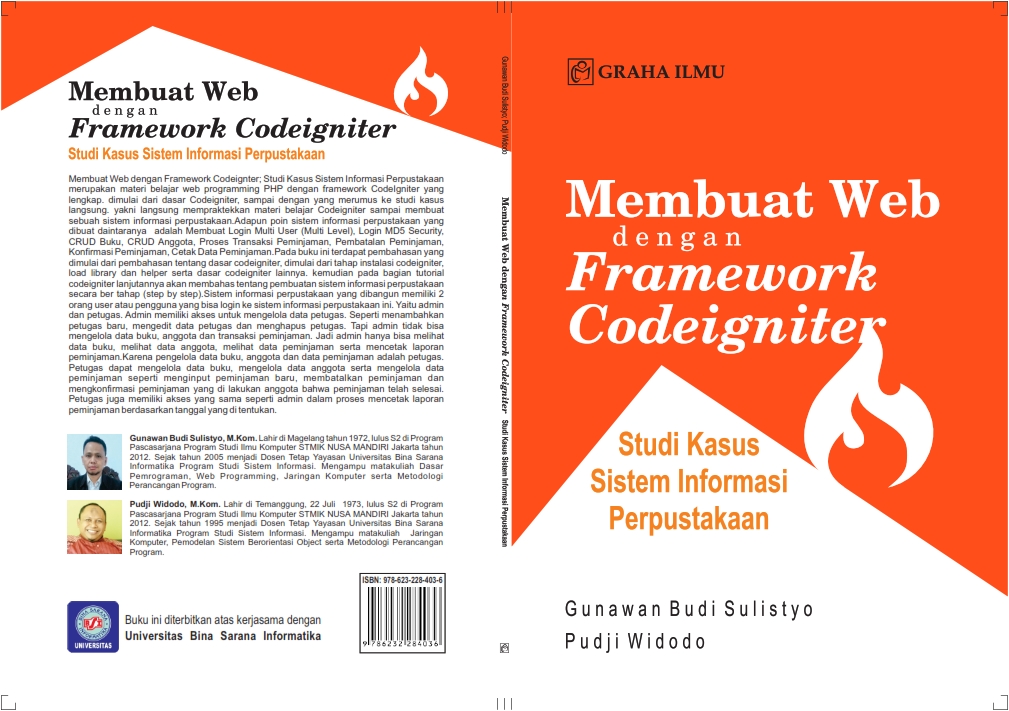 Membuat Web
dengan
Framework Codeigniter
Studi Kasus Sistem Informasi Perpustakaan
Membuat Web dengan Framework Codeignter; Studi Kasus Sistem Informasi Perpustakaan
merupakan materi belajar web programming PHP dengan framework CodeIgniter yang
lengkap. dimulai dari dasar Codeigniter, sampai dengan yang merumus ke studi kasus
langsung. yakni langsung mempraktekkan materi belajar Codeigniter sampai membuat
sebuah sistem informasi perpustakaan.Adapun poin sistem informasi perpustakaan yang
dibuat daintaranya adalah Membuat Login Multi User (Multi Level), Login MD5 Security,
CRUD Buku, CRUD Anggota, Proses Transaksi Peminjaman, Pembatalan Peminjaman,
Konfirmasi Peminjaman, Cetak Data Peminjaman.Pada buku ini terdapat pembahasan yang
dimulai dari pembahasan tentang dasar codeigniter, dimulai dari tahap instalasi codeigniter,
load library dan helper serta dasar codeigniter lainnya. kemudian pada bagian tutorial
codeigniter lanjutannya akan membahas tentang pembuatan sistem informasi perpustakaan
secara ber tahap (step by step).Sistem informasi perpustakaan yang dibangun memiliki 2
orang user atau pengguna yang bisa login ke sistem informasi perpustakaan ini. Yaitu admin
dan petugas. Admin memiliki akses untuk mengelola data petugas. Seperti menambahkan
petugas baru, mengedit data petugas dan menghapus petugas. Tapi admin tidak bisa
mengelola data buku, anggota dan transaksi peminjaman. Jadi admin hanya bisa melihat
data buku, melihat data anggota, melihat data peminjaman serta mencetak laporan
peminjaman.Karena pengelola data buku, anggota dan data peminjaman adalah petugas.
Petugas dapat mengelola data buku, mengelola data anggota serta mengelola data
peminjaman seperti menginput peminjaman baru, membatalkan peminjaman dan
mengkonfirmasi peminjaman yang di lakukan anggota bahwa peminjaman telah selesai.
Petugas juga memiliki akses yang sama seperti admin dalam proses mencetak laporan
peminjaman berdasarkan tanggal yang di tentukan.
Gunawan Budi Sulistyo, M.Kom. Lahir di Magelang tahun 1972, lulus S2 di Program
Pascasarjana Program Studi Ilmu Komputer STMIK NUSA MANDIRI Jakarta tahun
2012. Sejak tahun 2005 menjadi Dosen Tetap Yayasan Universitas Bina Sarana
Informatika Program Studi Sistem Informasi. Mengampu matakuliah Dasar
Pemrograman, Web Programming, Jaringan Komputer serta Metodologi
Perancangan Program.
Pudji Widodo, M.Kom. Lahir di Temanggung, 22 Juli 1973, lulus S2 di Program
Pascasarjana Program Studi Ilmu Komputer STMIK NUSA MANDIRI Jakarta tahun
2012. Sejak tahun 1995 menjadi Dosen Tetap Yayasan Universitas Bina Sarana
Informatika Program Studi Sistem Informasi. Mengampu matakuliah Jaringan
Komputer, Pemodelan Sistem Berorientasi Object serta Metodologi Perancangan
Program.
BINA SARANA
INFORMATIKA
UNIVERSITAS
Buku ini diterbitkan atas kerjasama dengan
Universitas Bina Sarana Informatika
ISBN: 978-623-228-403-6
9 786232 284036
Gunawan Budi Sulistyo; Pudji Widodo
Membuat Web dengan Framework Codeigniter Studi Kasus Sistem Informasi Perpustakaan
GRAHA ILMU
Membuat Web
dengan
Framework
Codeigniter
Studi Kasus
Sistem Informasi
Perpustakaan
Gunawan Budi Sulistyo
Pudji Widodo